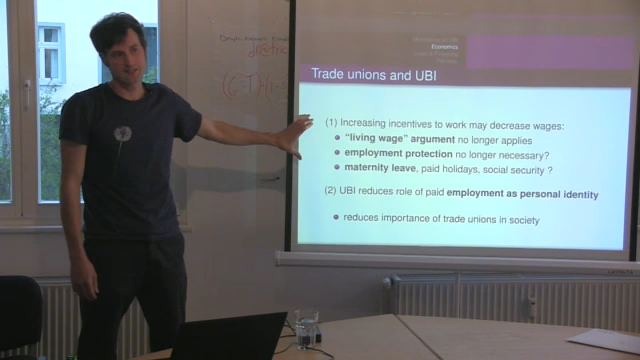 Economics
Trade unions and UBI
(1) Increasing incentives to work may decrease wages:
"living wage" argument no longer applies
employment protection no longer necessary?
maternity leave, paid holidays, social security ?
(2) UBI reduces role of paid employment as personal identity
reduces importance of trade unions in society